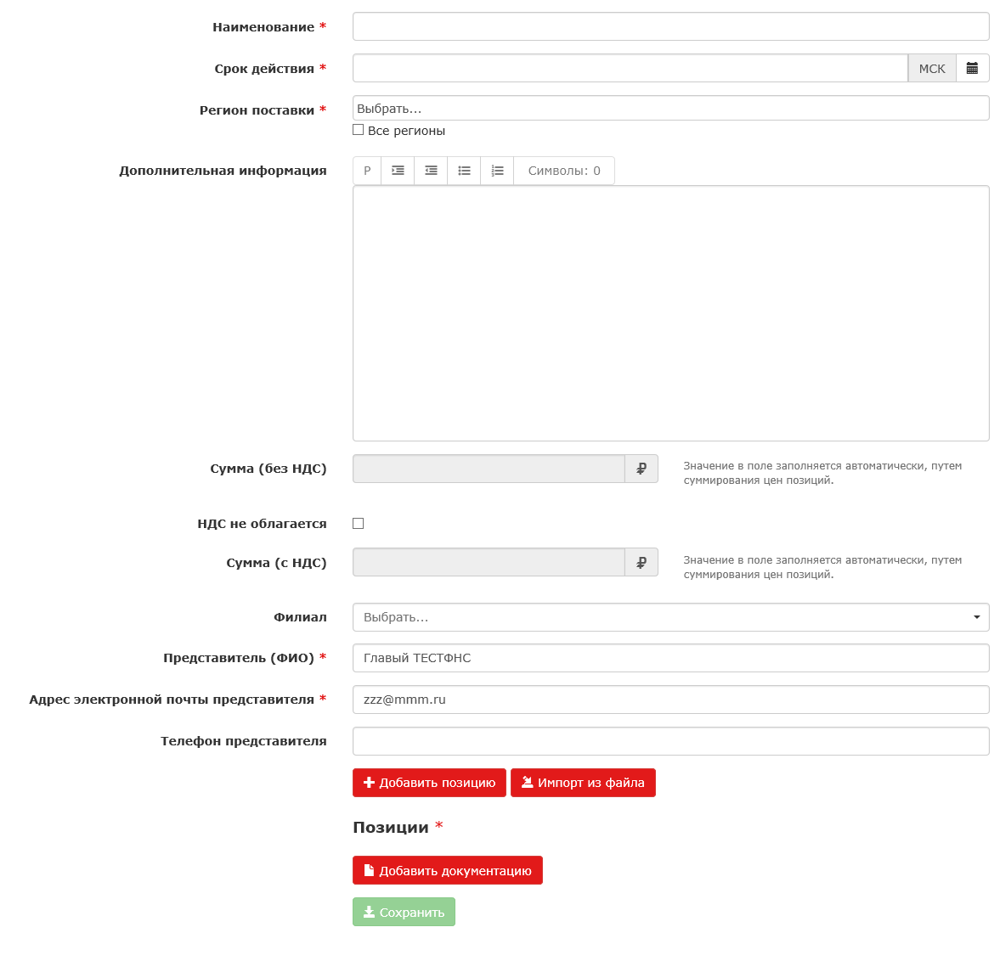 Наименование *
Срок действия *
МСК
Регион поставки *
Выбрать...
Все регионы
Дополнительная информация
P
Символы: 0
Сумма (без НДС)
₽
Значение в поле заполняется автоматически, путем
суммирования цен позиций.
НДС не облагается
Сумма (с НДС)
₽
Значение в поле заполняется автоматически, путем
суммирования цен позиций.
Филиал
Выбрать...
Представитель (ФИО) *
Главый ТЕСТФНС
Адрес электронной почты представителя *
zzz@mmm.ru
Телефон представителя
Добавить позицию
Импорт из файла
Позиции *
Добавить документацию
Сохранить